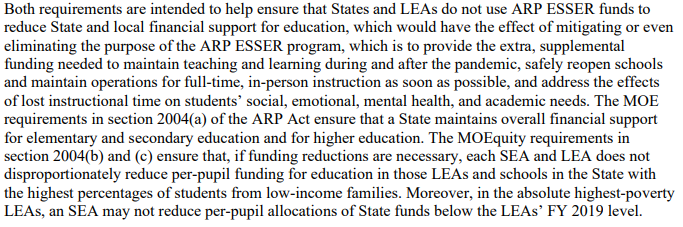 Both requirements are intended to help ensure that States and LEAs do not use ARP ESSER funds to
reduce State and local financial support for education, which would have the effect of mitigating or even
eliminating the purpose of the ARP ESSER program, which is to provide the extra, supplemental
funding needed to maintain teaching and learning during and after the pandemic, safely reopen schools
and maintain operations for full-time, in-person instruction as soon as possible, and address the effects
of lost instructional time on students’ social, emotional, mental health, and academic needs. The MOE
requirements in section 2004(a) of the ARP Act ensure that a State maintains overall financial support
for elementary and secondary education and for higher education. The MOEquity requirements in
section 2004(b) and (c) ensure that, if funding reductions are necessary, each SEA and LEA does not
disproportionately reduce per-pupil funding for education in those LEAs and schools in the State with
the highest percentages of students from low-income families. Moreover, in the absolute highest-poverty
LEAs, an SEA may not reduce per-pupil allocations of State funds below the LEAs’ FY 2019 level.